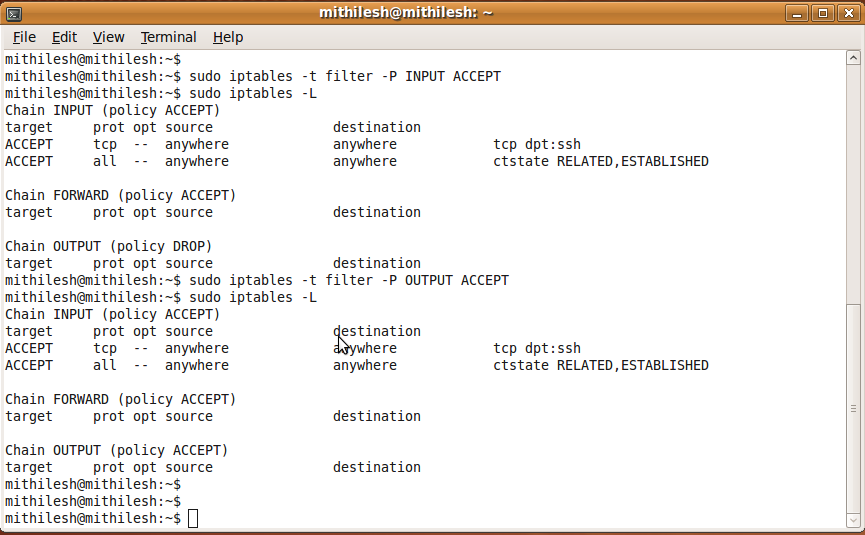 mithilesh@mithilesh: ~
File Edit View Terminal Help
mithilesh@mithilesh:~$
mithilesh@mithilesh:~$ sudo iptables -t filter -P INPUT ACCEPT
mithilesh@mithilesh:~$ sudo iptables -L
Chain INPUT (policy ACCEPT)
target     prot opt source               destination
ACCEPT     tcp  --  anywhere             anywhere            tcp dpt:ssh
ACCEPT     all  --  anywhere             anywhere            ctstate RELATED,ESTABLISHED

Chain FORWARD (policy ACCEPT)
target     prot opt source               destination

Chain OUTPUT (policy DROP)
target     prot opt source               destination
mithilesh@mithilesh:~$ sudo iptables -t filter -P OUTPUT ACCEPT
mithilesh@mithilesh:~$ sudo iptables -L
Chain INPUT (policy ACCEPT)
target     prot opt source               destination
ACCEPT     tcp  --  anywhere             anywhere            tcp dpt:ssh
ACCEPT     all  --  anywhere             anywhere            ctstate RELATED,ESTABLISHED

Chain FORWARD (policy ACCEPT)
target     prot opt source               destination

Chain OUTPUT (policy ACCEPT)
target     prot opt source               destination
mithilesh@mithilesh:~$
mithilesh@mithilesh:~$
mithilesh@mithilesh:~$